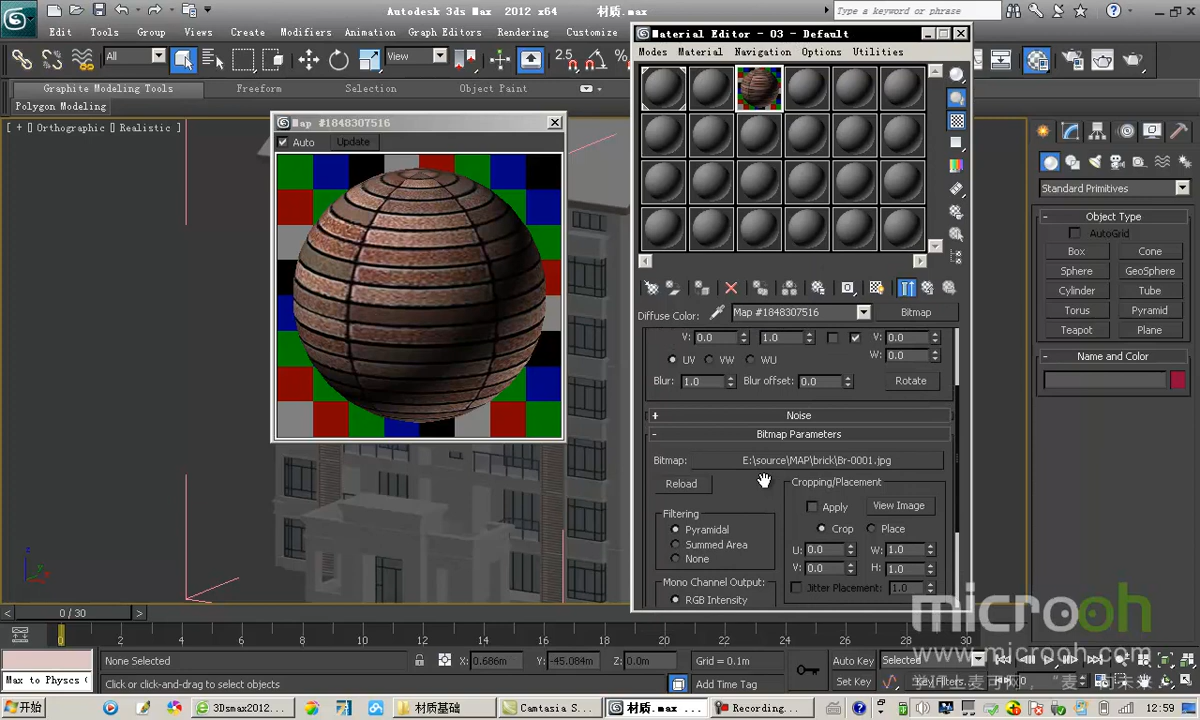 Autodesk 3ds Max 2012 x64 材质.max
Type a keyword or phrase
Edit Tools Group Views Create Modifiers Animation Graph Editors Rendering Customize
All
View
2.5
Graphite Modeling Tools Freeform Selection Object Paint
Polygon Modeling
[ + ] Orthographic ] Realistic ]
Map #1848307516
Auto Update
Material Editor - 03 - Default
Modes Material Navigation Options Utilities
Diffuse Color: Map #1848307516 Bitmap
V: 0.0 1.0 V: 0.0
W: 0.0
UV VW WU
Blur: 1.0 Blur offset: 0.0 Rotate
+ Noise
- Bitmap Parameters
Bitmap: E:\source\MAP\brick\Br-0001.jpg
Reload
Cropping/Placement
Apply View Image
Crop Place
U: 0.0 W: 1.0
V: 0.0 H: 1.0
Jitter Placement: 1.0
Filtering
Pyramidal
Summed Area
None
Mono Channel Output:
RGB Intensity
Standard Primitives
- Object Type
AutoGrid
Box Cone
Sphere GeoSphere
Cylinder Tube
Torus Pyramid
Teapot Plane
- Name and Color
microoh
www.microoh.com
< 0 / 30 >
0 2 4 6 8 10 12 14 16 18 20 22 24 26 28 30
None Selected X: 0.686m Y: -45.084m Z: 0.0m Grid = 0.1m Auto Key Selected
Max to Physcs ( Click or click-and-drag to select objects Add Time Tag Set Key Key Filters... 0
开始 3Dsmax2012... 材质基础 Camtasia S... 材质.max ... Recording... 12:59